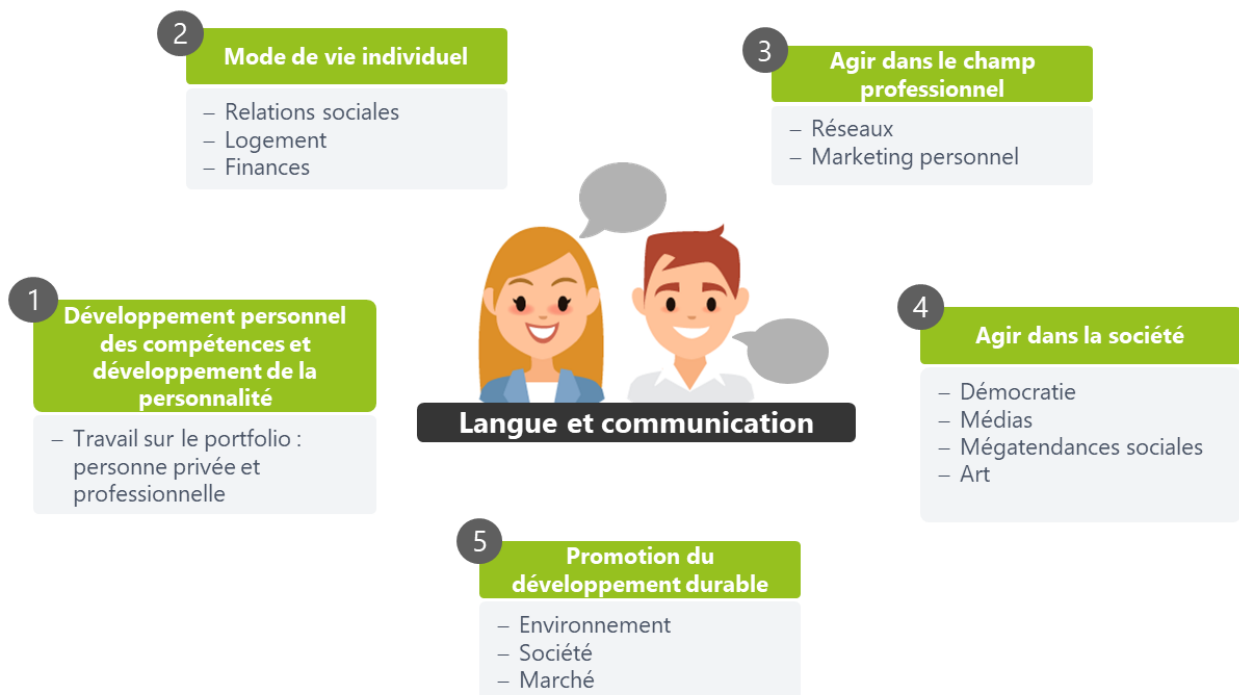 1
Développement personnel
des compétences et
développement de la
personnalité
– Travail sur le portfolio :
personne privée et
professionnelle
2
Mode de vie individuel
– Relations sociales
– Logement
– Finances
3
Agir dans le champ
professionnel
– Réseaux
– Marketing personnel
4
Agir dans la société
– Démocratie
– Médias
– Mégatendances sociales
– Art
5
Promotion du
développement durable
– Environnement
– Société
– Marché
Langue et communication